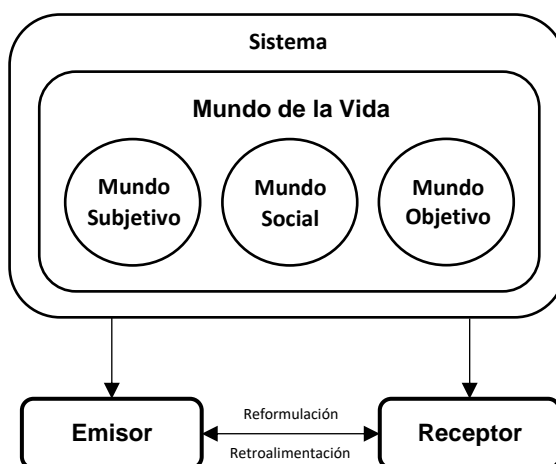 Sistema
Mundo de la Vida
Mundo
Subjetivo
Mundo
Social
Mundo
Objetivo
Emisor
Reformulación
Retroalimentación
Receptor